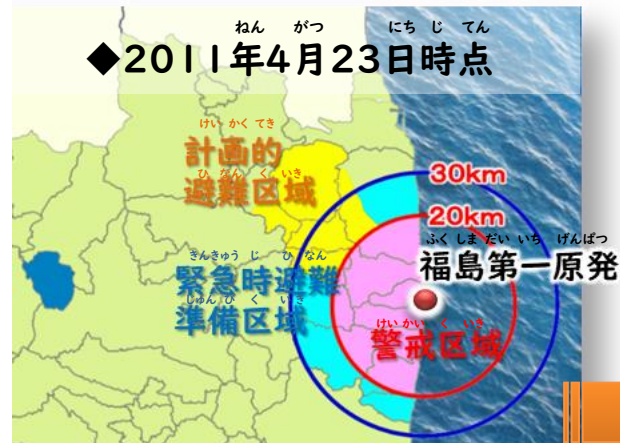 ねん がつ にち じ てん
◆2011年4月23日時点
けい かく てき
計画的
ひ なん く いき
避難区域
30km
20km
ふく しま だい いち げんぱつ
福島第一原発
きんきゅう じ ひ なん
緊急時避難
じゅん び く いき
準備区域
けい かい く いき
警戒区域